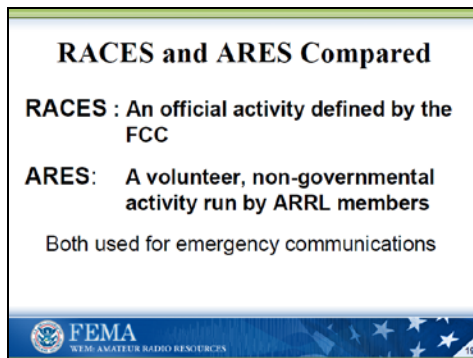 RACES and ARES Compared
RACES : An official activity defined by the
FCC
ARES: A volunteer, non-governmental
activity run by ARRL members
Both used for emergency communications
FEMA
WEM: AMATEUR RADIO RESOURCES